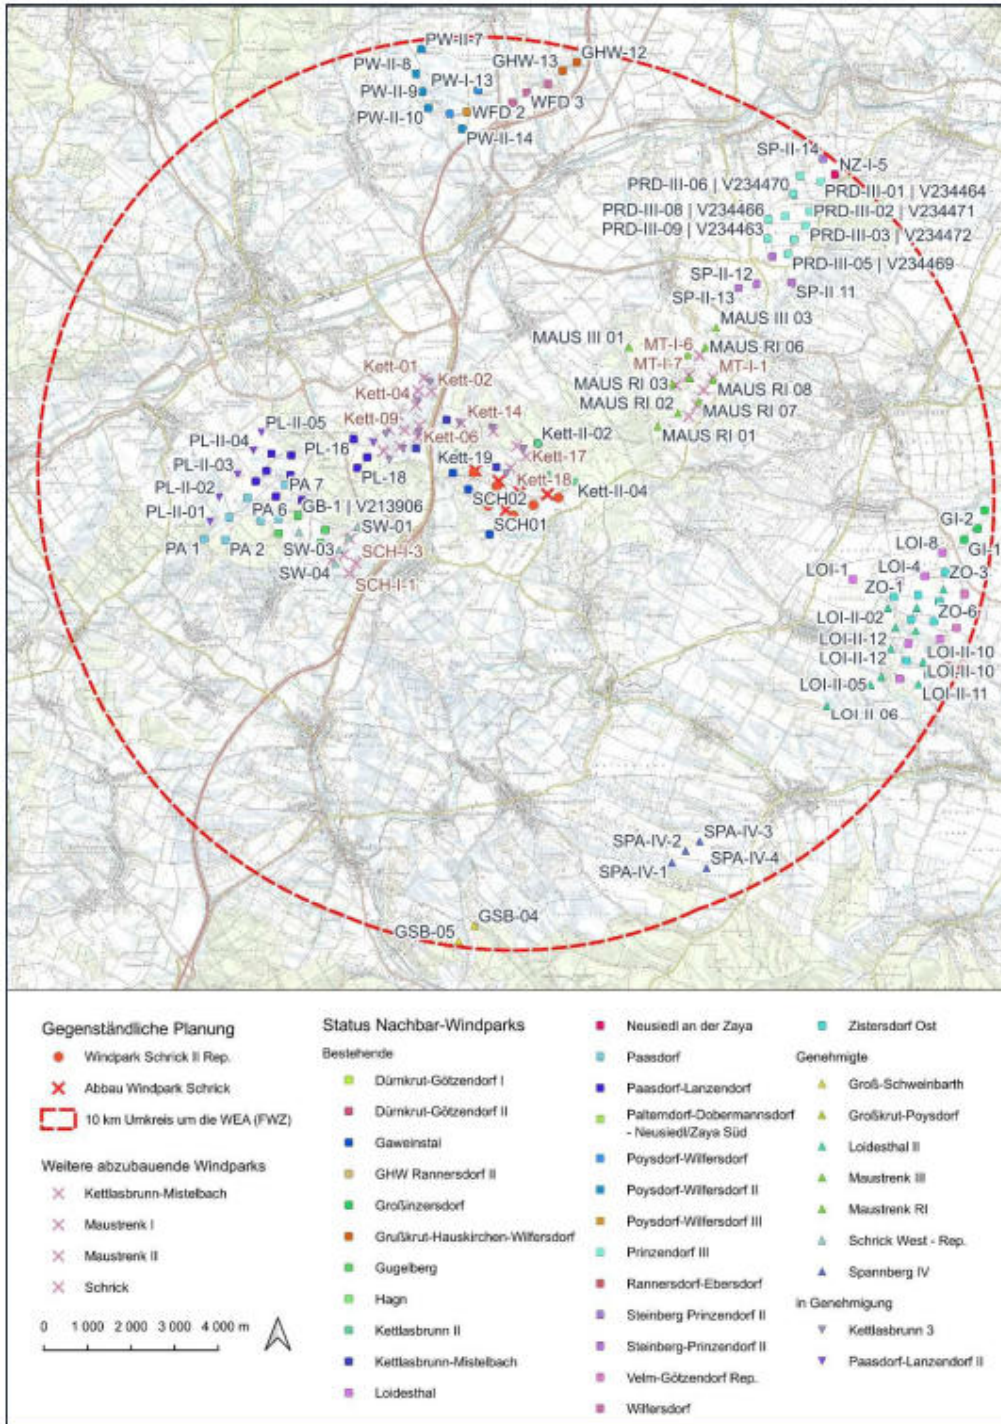 PW-II-7
GHW-12
GHW-13
PW-II-8
PW-I-13
PW-II-9
WFD 3
WFD 2
PW-II-10
PW-II-14
SP-II-14
NZ-I-5
PRD-III-06 | V234470
PRD-III-01 | V234464
PRD-III-08 | V234466
PRD-III-02 | V234471
PRD-III-09 | V234463
PRD-III-03 | V234472
PRD-III-05 | V234469
SP-II-12
SP-II 11
SP-II-13
MAUS III 03
MAUS III 01
MT-I-6
MAUS RI 06
MT-I-7
MT-I-1
MAUS RI 03
MAUS RI 08
MAUS RI 02
MAUS RI 07
MAUS RI 01
Kett-01
Kett-02
Kett-04
Kett-14
Kett-09
Kett-06
Kett-II-02
PL-II-05
PL-II-04
PL-16
Kett-19
Kett-17
PL-II-03
PL-18
Kett-18
PL-II-02
PA 7
SCH02
Kett-II-04
GB-1 | V213906
PL-II-01
PA 6
SW-01
SCH01
PA 1
PA 2
SW-03
SCH-I-3
SW-04
SCH-I-1
GI-2
LOI-8
GI-1
LOI-1
LOI-4
ZO-3
ZO-1
LOI-II-02
ZO-6
LOI-II-12
LOI-II-10
LOI-II-12
LOI-II-10
LOI-II-05
LOI-II-11
LOI II 06
SPA-IV-3
SPA-IV-2
SPA-IV-4
SPA-IV-1
GSB-04
GSB-05
Gegenständliche Planung
Windpark Schrick II Rep.
Abbau Windpark Schrick
10 km Umkreis um die WEA (FWZ)
Weitere abzubauende Windparks
Kettlasbrunn-Mistelbach
Maustrenk I
Maustrenk II
Schrick
0 1 000 2 000 3 000 4 000 m
Status Nachbar-Windparks
Bestehende
Dürnkrut-Götzendorf I
Dürnkrut-Götzendorf II
Gaweinstal
GHW Rannersdorf II
Großinzersdorf
Grußkrut-Hauskirchen-Wilfersdorf
Gugelberg
Hagn
Kettlasbrunn II
Kettlasbrunn-Mistelbach
Loidesthal
Neusiedl an der Zaya
Paasdorf
Paasdorf-Lanzendorf
Palterndorf-Dobermannsdorf
- Neusiedl/Zaya Süd
Poysdorf-Wilfersdorf
Poysdorf-Wilfersdorf II
Poysdorf-Wilfersdorf III
Prinzendorf III
Rannersdorf-Ebersdorf
Steinberg Prinzendorf II
Steinberg-Prinzendorf II
Velm-Götzendorf Rep.
Wilfersdorf
Zistersdorf Ost
Genehmigte
Groß-Schweinbarth
Großkrut-Poysdorf
Loidesthal II
Maustrenk III
Maustrenk RI
Schrick West - Rep.
Spannberg IV
In Genehmigung
Kettlasbrunn 3
Paasdorf-Lanzendorf II